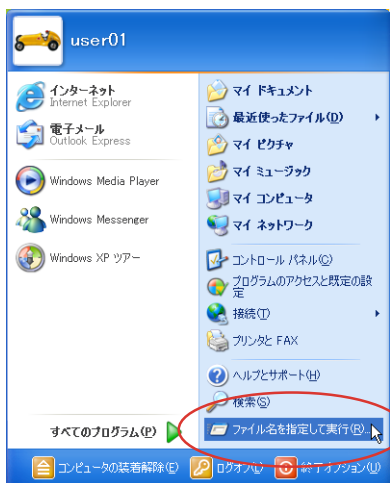 user01
インターネット
Internet Explorer
電子メール
Outlook Express
Windows Media Player
Windows Messenger
Windows XP ツアー
すべてのプログラム(P)
マイ ドキュメント
最近使ったファイル(D)
マイ ピクチャ
マイ ミュージック
マイ コンピュータ
マイ ネットワーク
コントロール パネル(C)
プログラムのアクセスと既定の設
定
接続(T)
プリンタと FAX
ヘルプとサポート(H)
検索(S)
ファイル名を指定して実行(R)...
コンピュータの装着解除(E)
ログオフ(L)
終了オプション(U)